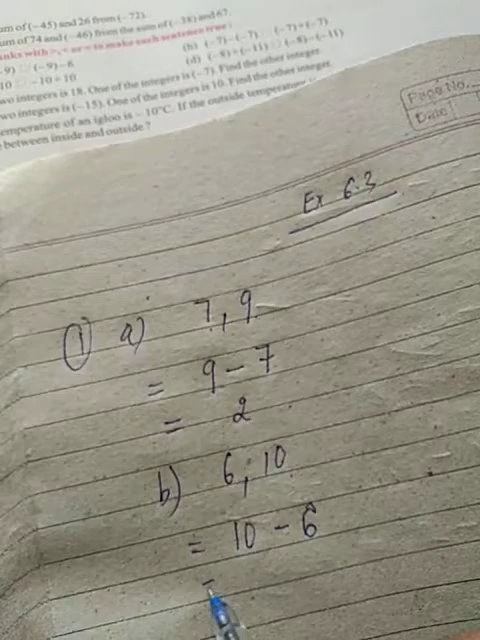 um of (−45) and 26 from (−72).
um of 74 and (−46) from the sum of (−38) and 67.
anks with >, < or = to make each sentence true :
9) □ (−9) − 6
(b) (−7) − (−7) □ (−7) + (−7)
10 □ −10 + 10
(d) (−8) + (−11) □ (−8) − (−11)
wo integers is 18. One of the integers is (−7). Find the other integer.
wo integers is (−15). One of the integers is 10. Find the other integer.
emperature of an igloo is − 10°C. If the outside temperature
between inside and outside ?
Page No.
Date
Ex 6.3
① a) 7, 9
= 9 − 7
= 2
b) 6, 10
= 10 − 6
=